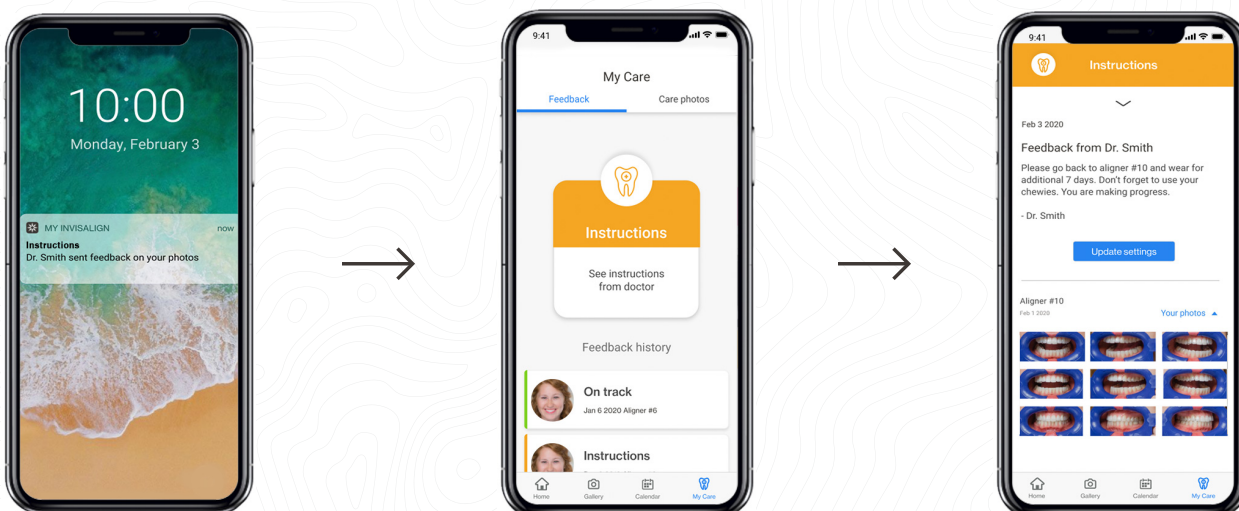 10:00
Monday, February 3
MY INVISALIGN now
Instructions
Dr. Smith sent feedback on your photos
9:41
My Care
Feedback Care photos
Instructions
See instructions
from doctor
Feedback history
On track
Jan 6 2020 Aligner #6
Instructions
Home Gallery Calendar My Care
9:41
Instructions
Feb 3 2020
Feedback from Dr. Smith
Please go back to aligner #10 and wear for
additional 7 days. Don't forget to use your
chewies. You are making progress.
- Dr. Smith
Update settings
Aligner #10
Feb 1 2020 Your photos
Home Gallery Calendar My Care